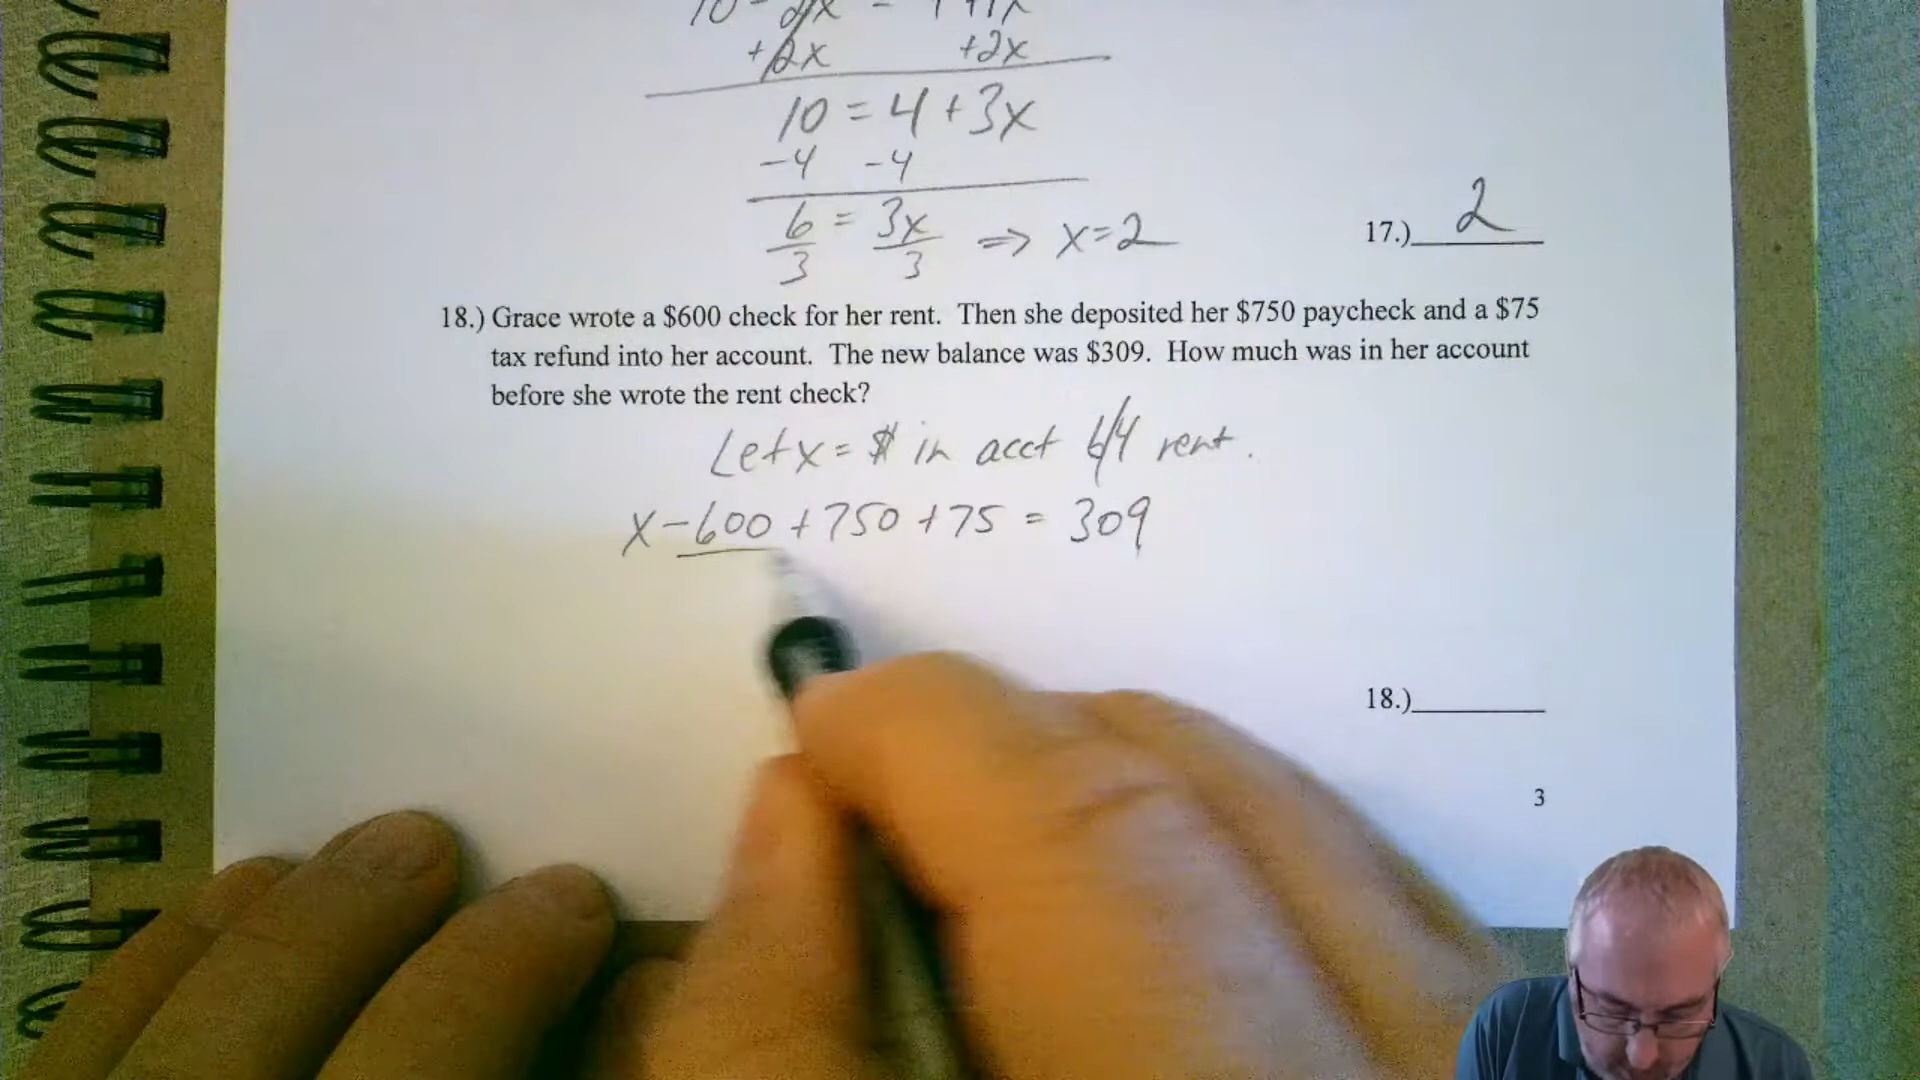 +2x +2x
10 = 4 + 3x
-4 -4
6 = 3x => x = 2
3 3
17.) 2
18.) Grace wrote a $600 check for her rent. Then she deposited her $750 paycheck and a $75
tax refund into her account. The new balance was $309. How much was in her account
before she wrote the rent check?
Let x = $ in acct b/4 rent.
x - 600 + 750 + 75 = 309
18.)
3